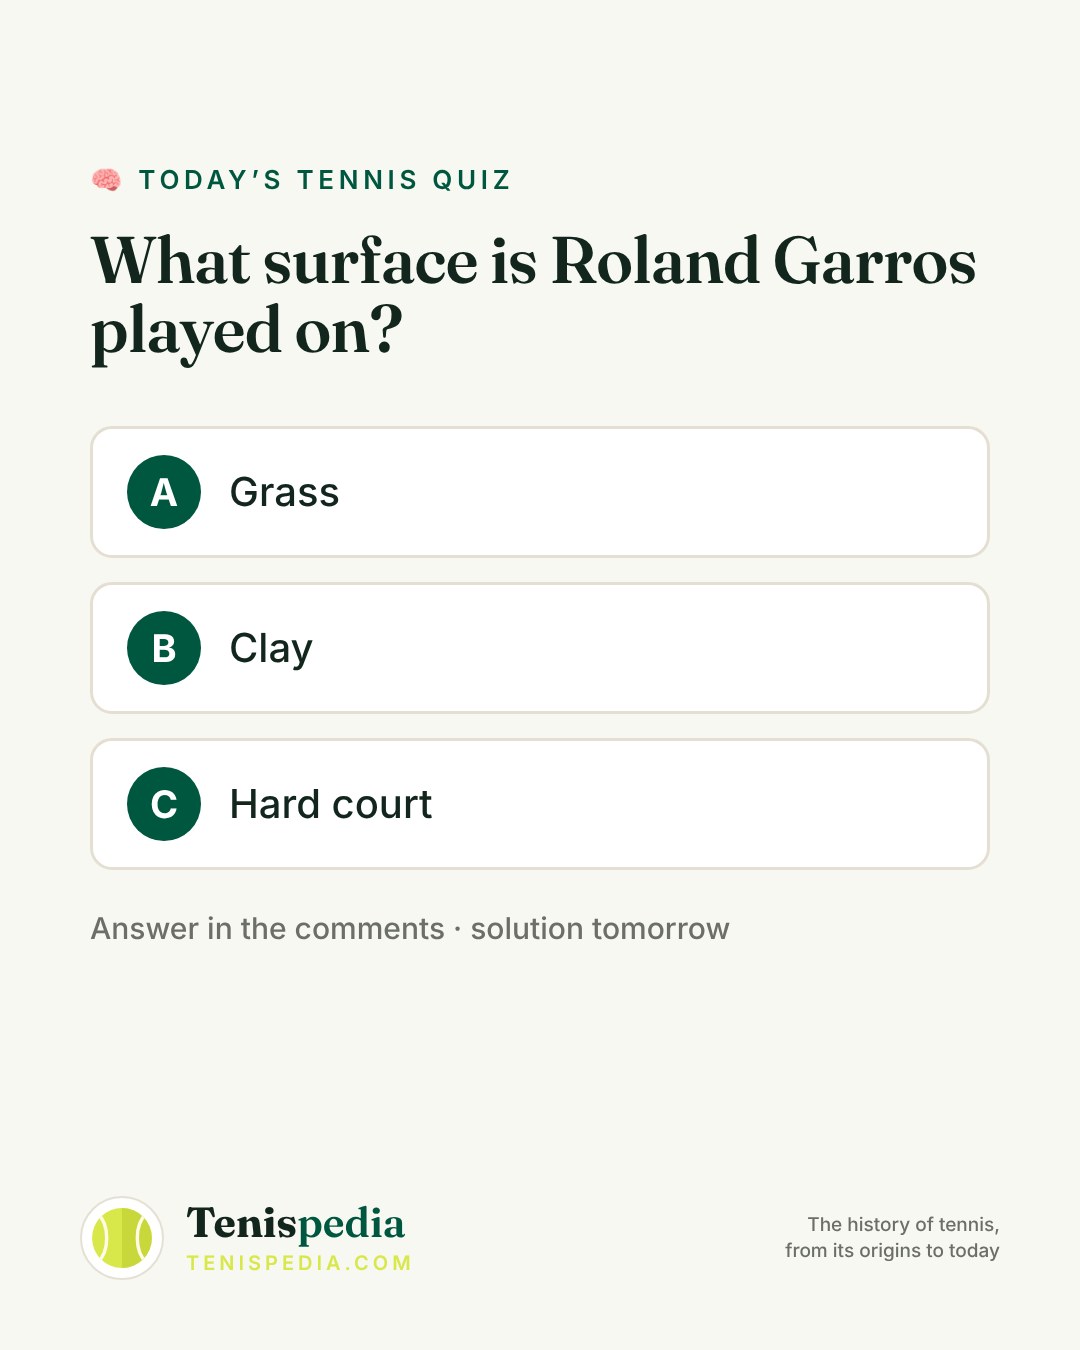 🧠 TODAY’S TENNIS QUIZ
What surface is Roland Garros
played on?
A Grass
B Clay
C Hard court
Answer in the comments · solution tomorrow
Tenispedia
TENISPEDIA.COM
The history of tennis,
from its origins to today